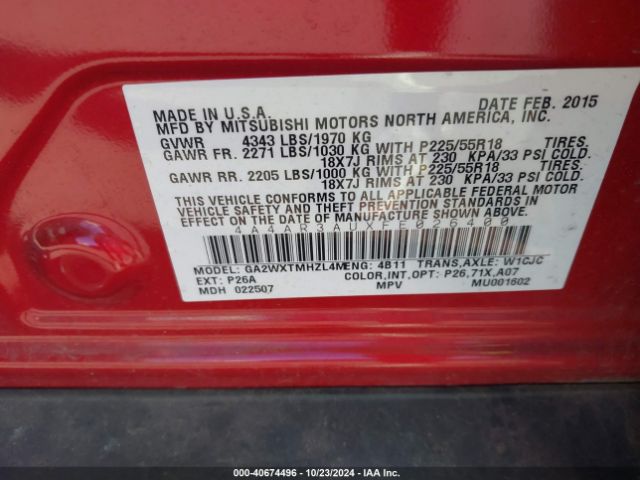 MADE IN U.S.A. DATE FEB. 2015
MFD BY MITSUBISHI MOTORS NORTH AMERICA, INC.
GVWR 4343 LBS/1970 KG
GAWR FR. 2271 LBS/1030 KG WITH P225/55R18 TIRES.
18X7J RIMS AT 230 KPA/33 PSI COLD.
GAWR RR. 2205 LBS/1000 KG WITH P225/55R18 TIRES.
18X7J RIMS AT 230 KPA/33 PSI COLD.
THIS VEHICLE CONFORMS TO ALL APPLICABLE FEDERAL MOTOR
VEHICLE SAFETY AND THEFT PREVENTION STANDARDS IN
EFFECT ON THE DATE OF MANUFACTURE SHOWN ABOVE.
4A4AR3AUXFE026400
MODEL: GA2WXTMHZL4M ENG: 4B11 TRANS,AXLE: W1CJC
EXT: P26A COLOR,INT,OPT: P26,71X,A07
MDH 022507 MPV MU001602
000-40674496 - 10/23/2024 - IAAI.com